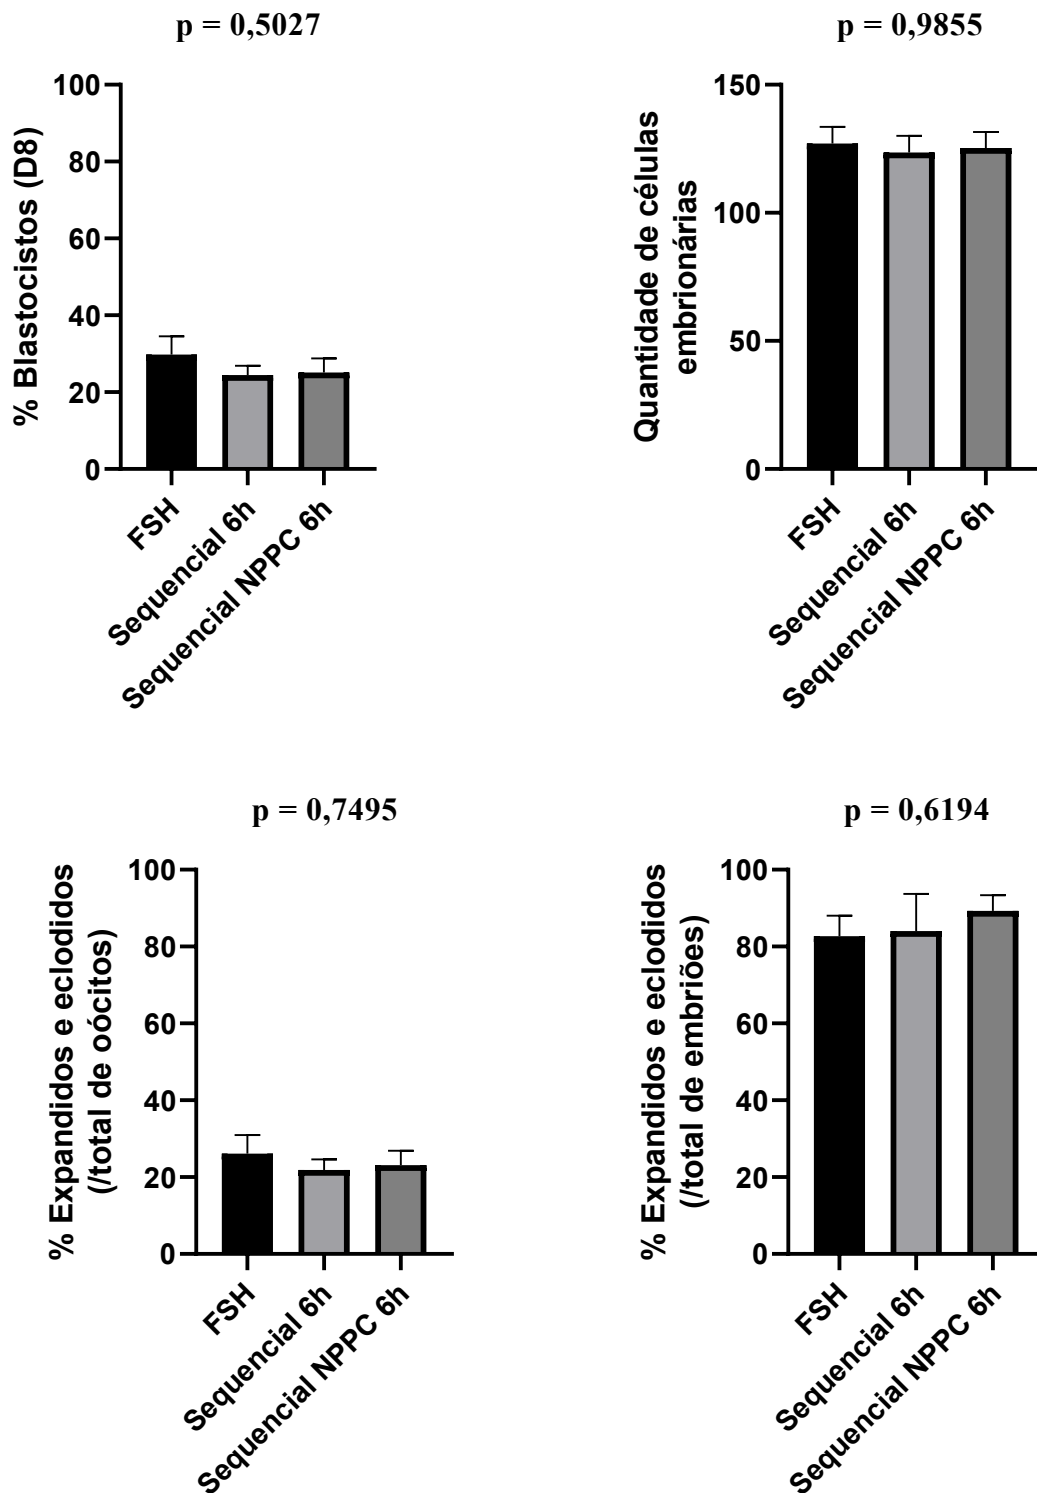 p = 0,5027
% Blastocistos (D8)
100
80
60
40
20
0
FSH
Sequencial 6h
Sequencial NPPC 6h
p = 0,9855
Quantidade de células
embrionárias
150
100
50
0
FSH
Sequencial 6h
Sequencial NPPC 6h
p = 0,7495
% Expandidos e eclodidos
(/total de oócitos)
100
80
60
40
20
0
FSH
Sequencial 6h
Sequencial NPPC 6h
p = 0,6194
% Expandidos e eclodidos
(/total de embriões)
100
80
60
40
20
0
FSH
Sequencial 6h
Sequencial NPPC 6h